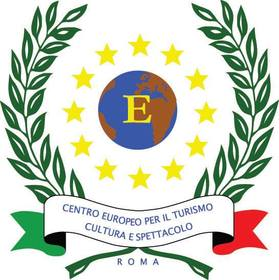 E
CENTRO EUROPEO PER IL TURISMO
CULTURA E SPETTACOLO
ROMA